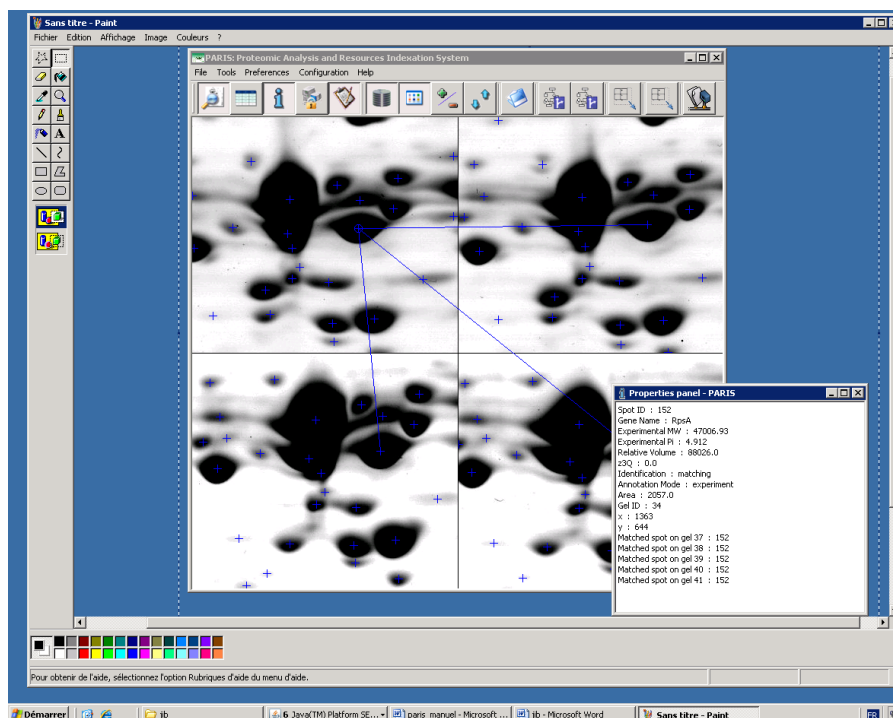 Sans titre - Paint
Fichier Edition Affichage Image Couleurs ?
PARIS: Proteomic Analysis and Resources Indexation System
File Tools Preferences Configuration Help
Properties panel - PARIS
Spot ID : 152
Gene Name : RpsA
Experimental MW : 47006.93
Experimental Pi : 4.912
Relative Volume : 88026.0
z3Q : 0.0
Identification : matching
Annotation Mode : experiment
Area : 2057.0
Gel ID : 34
x : 1363
y : 644
Matched spot on gel 37 : 152
Matched spot on gel 38 : 152
Matched spot on gel 39 : 152
Matched spot on gel 40 : 152
Matched spot on gel 41 : 152
Pour obtenir de l'aide, sélectionnez l'option Rubriques d'aide du menu d'aide.
Démarrer jib 6 Java(TM) Platform SE... paris_manuel - Microsoft ... jib - Microsoft Word Sans titre - Paint FR